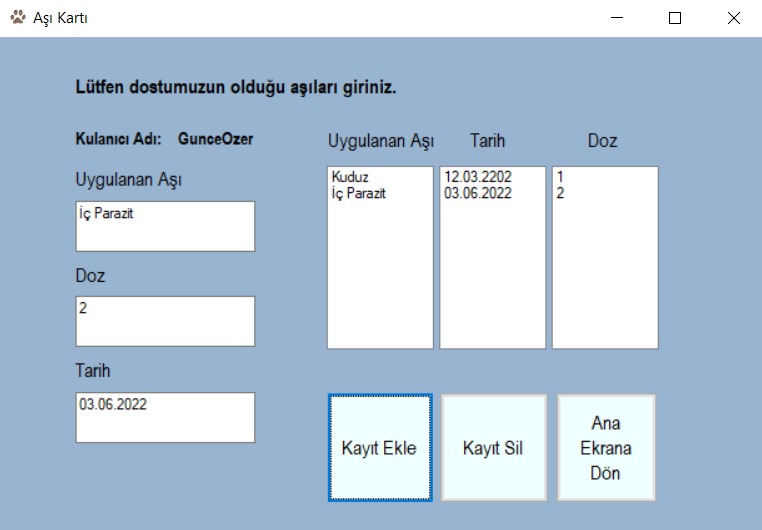 Aşı Kartı
Lütfen dostumuzun olduğu aşıları giriniz.
Kulanıcı Adı: GunceOzer
Uygulanan Aşı
İç Parazit
Doz
2
Tarih
03.06.2022
Uygulanan Aşı Tarih Doz
Kuduz 12.03.2202 1
İç Parazit 03.06.2022 2
Kayıt Ekle
Kayıt Sil
Ana
Ekrana
Dön